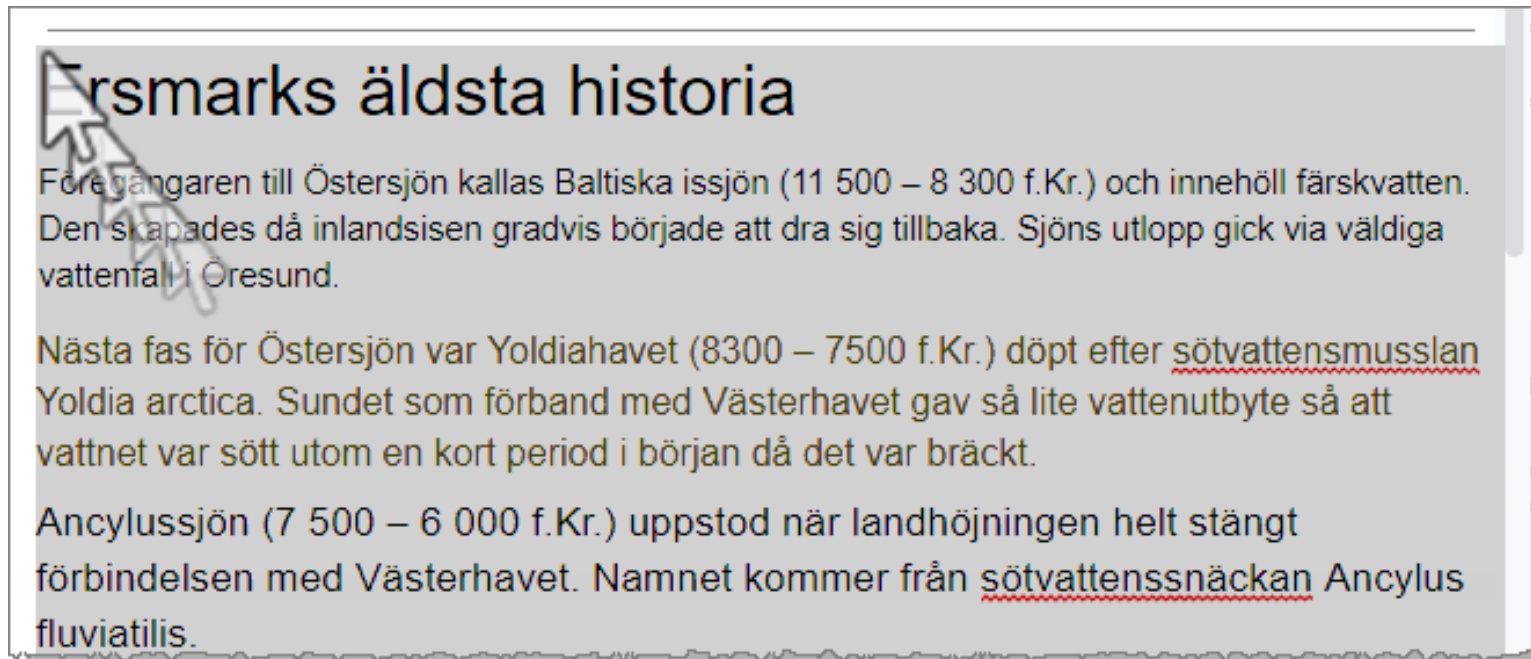 Ersmarks äldsta historia
Föregångaren till Östersjön kallas Baltiska issjön (11 500 – 8 300 f.Kr.) och innehöll färskvatten.
Den skapades då inlandsisen gradvis började att dra sig tillbaka. Sjöns utlopp gick via väldiga
vattenfall i Öresund.
Nästa fas för Östersjön var Yoldiahavet (8300 – 7500 f.Kr.) döpt efter sötvattensmusslan
Yoldia arctica. Sundet som förband med Västerhavet gav så lite vattenutbyte så att
vattnet var sött utom en kort period i början då det var bräckt.
Ancylussjön (7 500 – 6 000 f.Kr.) uppstod när landhöjningen helt stängt
förbindelsen med Västerhavet. Namnet kommer från sötvattenssnäckan Ancylus
fluviatilis.